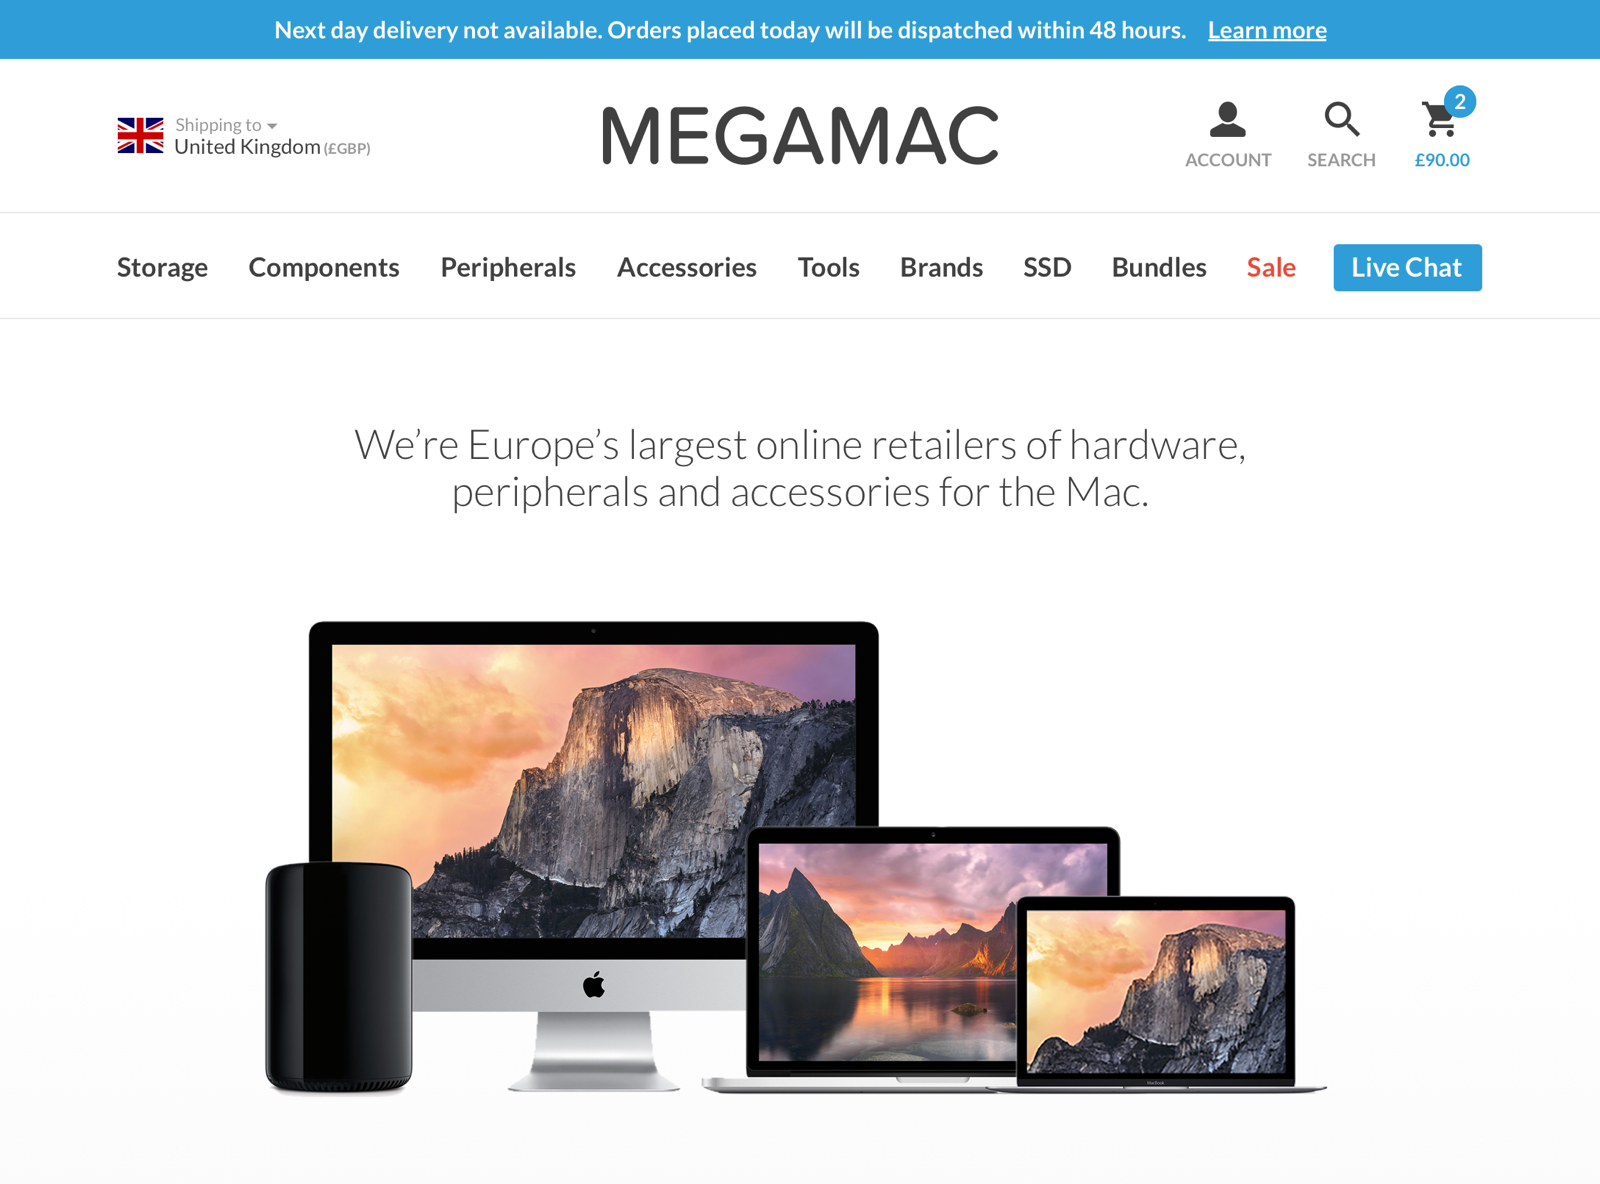 Next day delivery not available. Orders placed today will be dispatched within 48 hours. Learn more
Shipping to
United Kingdom (£GBP)
MEGAMAC
ACCOUNT
SEARCH
2
£90.00
Storage Components Peripherals Accessories Tools Brands SSD Bundles Sale Live Chat
We’re Europe’s largest online retailers of hardware,
peripherals and accessories for the Mac.
MacBook